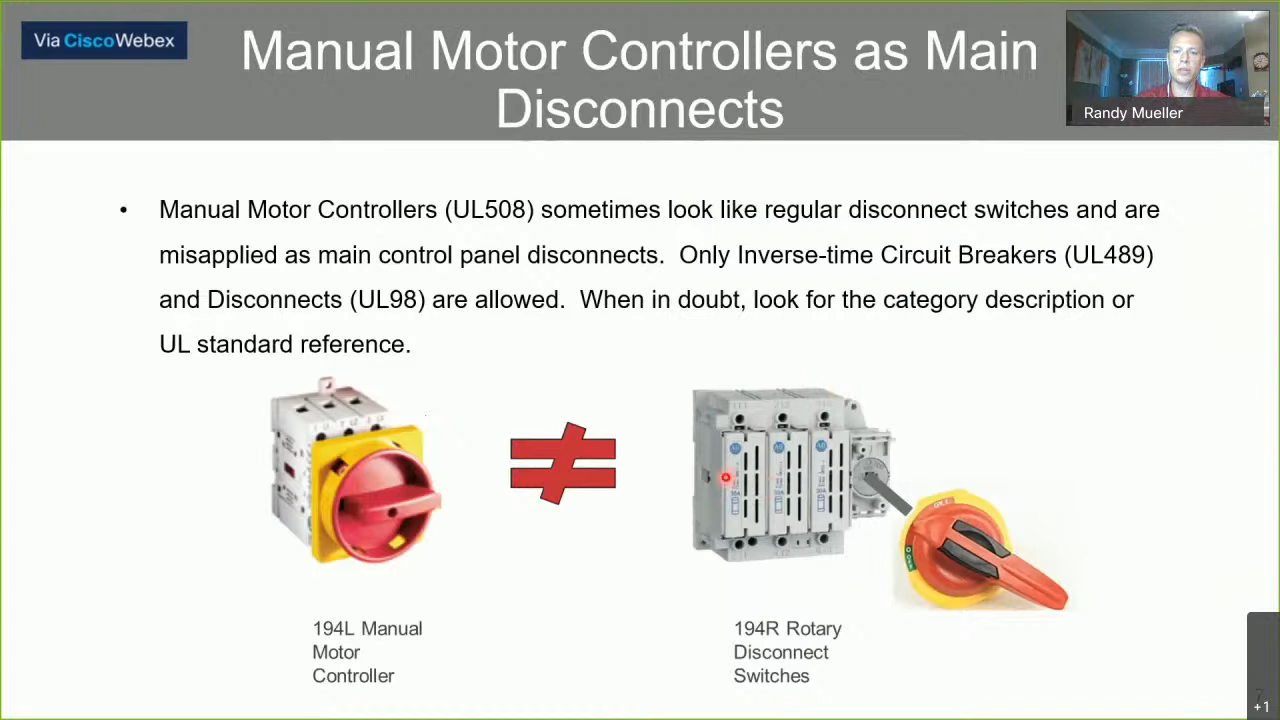 Via CiscoWebex
Manual Motor Controllers as Main
Disconnects
Randy Mueller
• Manual Motor Controllers (UL508) sometimes look like regular disconnect switches and are
misapplied as main control panel disconnects. Only Inverse-time Circuit Breakers (UL489)
and Disconnects (UL98) are allowed. When in doubt, look for the category description or
UL standard reference.
194L Manual
Motor
Controller
194R Rotary
Disconnect
Switches
7
+1